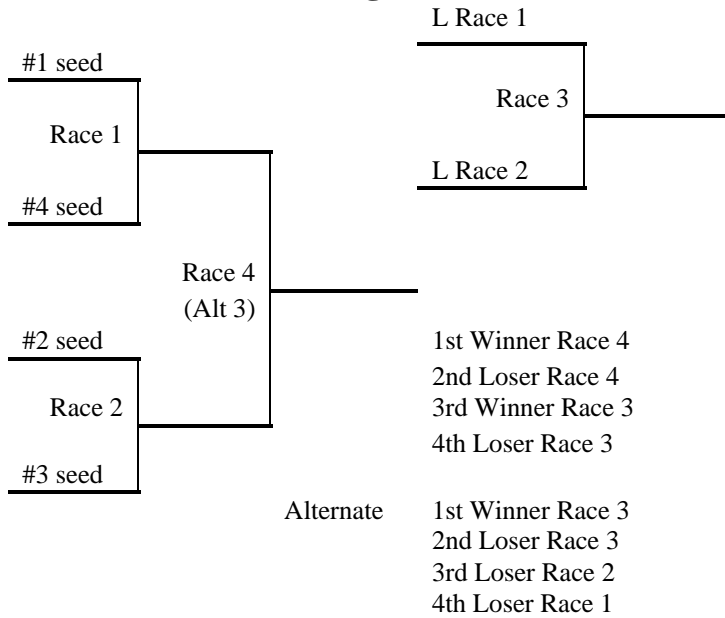 L Race 1
#1 seed
Race 3
Race 1
L Race 2
#4 seed
Race 4
(Alt 3)
#2 seed
1st Winner Race 4
2nd Loser Race 4
Race 2
3rd Winner Race 3
4th Loser Race 3
#3 seed
Alternate 1st Winner Race 3
2nd Loser Race 3
3rd Loser Race 2
4th Loser Race 1